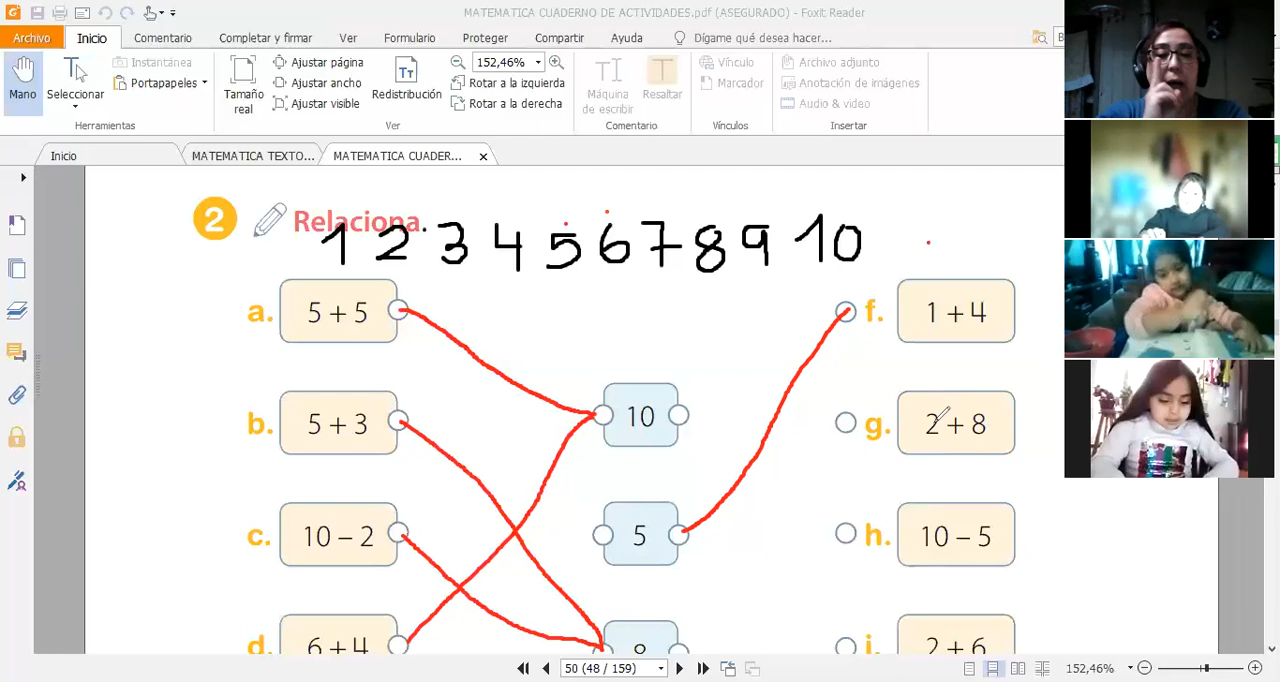 MATEMATICA CUADERNO DE ACTIVIDADES.pdf (ASEGURADO) - Foxit Reader
Archivo Inicio Comentario Completar y firmar Ver Formulario Proteger Compartir Ayuda Dígame qué desea hacer...
Mano
Seleccionar
Instantánea
Portapapeles
Herramientas
Tamaño real
Ajustar página
Ajustar ancho
Ajustar visible
Redistribución
152,46%
Rotar a la izquierda
Rotar a la derecha
Ver
Máquina de escribir
Resaltar
Comentario
Vínculo
Marcador
Vínculos
Archivo adjunto
Anotación de imágenes
Audio & video
Insertar
Inicio MATEMATICA TEXTO... MATEMATICA CUADER...
2 Relaciona.
1 2 3 4 5 6 7 8 9 10
a. 5 + 5
f. 1 + 4
10
b. 5 + 3
g. 2 + 8
5
c. 10 – 2
h. 10 – 5
8
d. 6 + 4
i. 2 + 6
50 (48 / 159) 152,46%